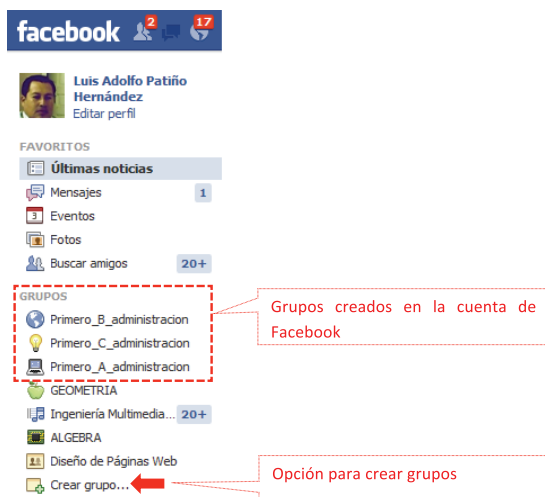 facebook 2 17
Luis Adolfo Patiño
Hernández
Editar perfil
FAVORITOS
Últimas noticias
Mensajes 1
3 Eventos
Fotos
Buscar amigos 20+
GRUPOS
Primero_B_administracion
Primero_C_administracion
Primero_A_administracion
GEOMETRIA
Ingeniería Multimedia... 20+
ALGEBRA
Diseño de Páginas Web
Crear grupo...
Grupos creados en la cuenta de
Facebook
Opción para crear grupos